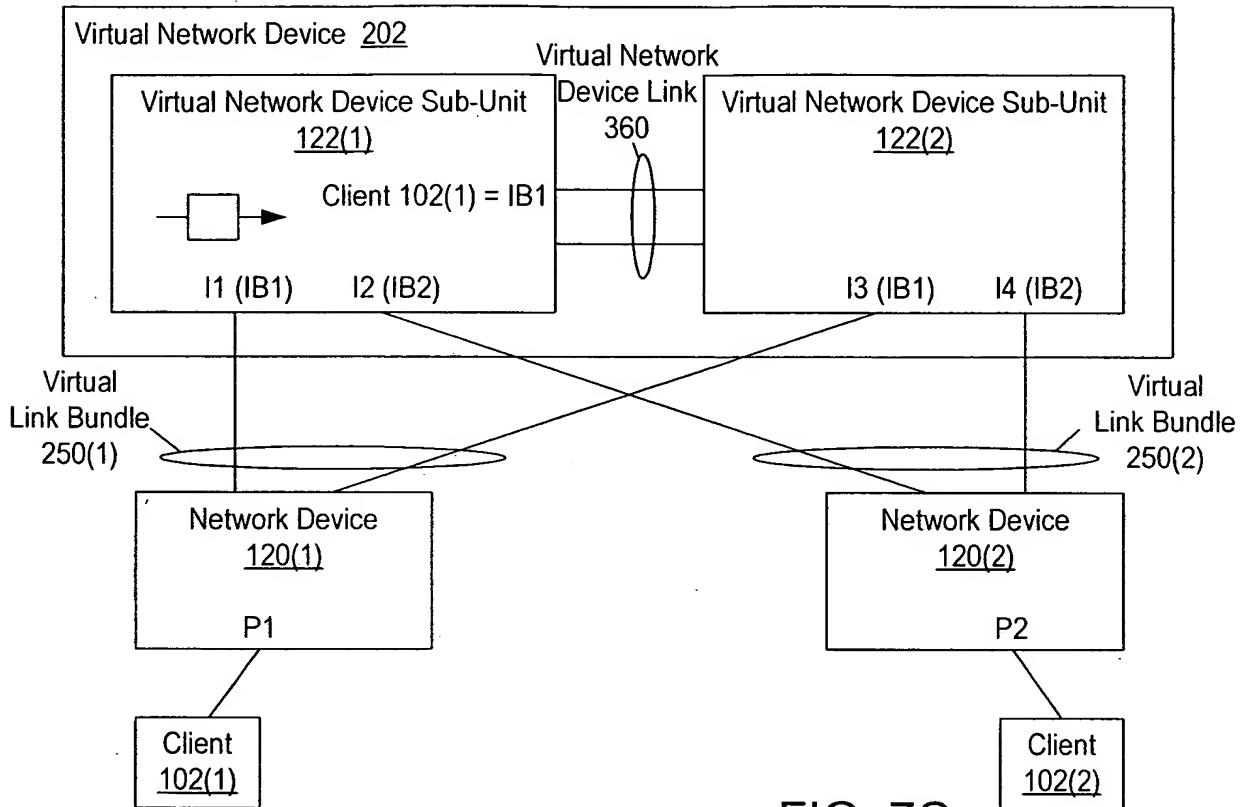 Virtual Network Device 202
Virtual Network
Device Link
360
Virtual Network Device Sub-Unit
122(1)
Client 102(1) = IB1
I1 (IB1) I2 (IB2)
Virtual Network Device Sub-Unit
122(2)
I3 (IB1) I4 (IB2)
Virtual
Link Bundle
250(1)
Virtual
Link Bundle
250(2)
Network Device
120(1)
P1
Network Device
120(2)
P2
Client
102(1)
Client
102(2)